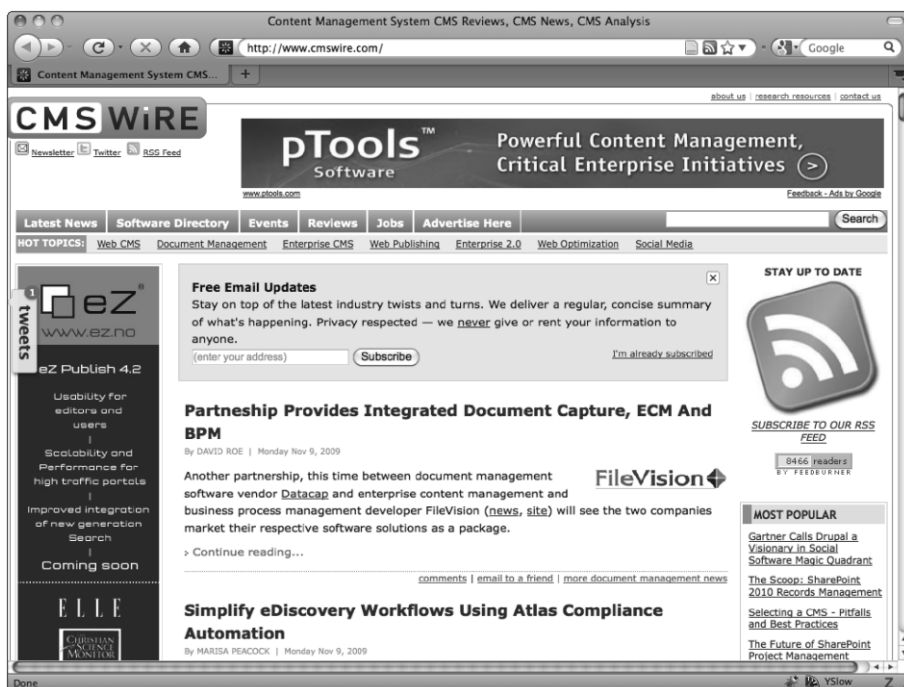 Content Management System CMS Reviews, CMS News, CMS Analysis
http://www.cmswire.com/
Google
Content Management System CMS...
+
about us | research resources | contact us
CMS WiRE
Newsletter Twitter RSS Feed
pTools™
Software
Powerful Content Management,
Critical Enterprise Initiatives >
www.ptools.com
Feedback - Ads by Google
Latest News Software Directory Events Reviews Jobs Advertise Here
Search
HOT TOPICS: Web CMS Document Management Enterprise CMS Web Publishing Enterprise 2.0 Web Optimization Social Media
1
tweets
eZ®
www.ez.no
eZ Publish 4.2
Usability for
editors and
users
|
Scalability and
Performance for
high traffic portals
|
Improved integration
of new generation
Search
|
Coming soon
ELLE
CHRISTIAN
SCIENCE
MONITOR
Free Email Updates
x
Stay on top of the latest industry twists and turns. We deliver a regular, concise summary
of what's happening. Privacy respected — we never give or rent your information to
anyone.
(enter your address) Subscribe
I'm already subscribed
Partneship Provides Integrated Document Capture, ECM And
BPM
By DAVID ROE | Monday Nov 9, 2009
FileVision
Another partnership, this time between document management
software vendor Datacap and enterprise content management and
business process management developer FileVision (news, site) will see the two companies
market their respective software solutions as a package.
› Continue reading...
comments | email to a friend | more document management news
Simplify eDiscovery Workflows Using Atlas Compliance
Automation
By MARISA PEACOCK | Monday Nov 9, 2009
STAY UP TO DATE
SUBSCRIBE TO OUR RSS
FEED
8466 readers
BY FEEDBURNER
MOST POPULAR
Gartner Calls Drupal a
Visionary in Social
Software Magic Quadrant
The Scoop: SharePoint
2010 Records Management
Selecting a CMS - Pitfalls
and Best Practices
The Future of SharePoint
Project Management
Done
YSlow
Z